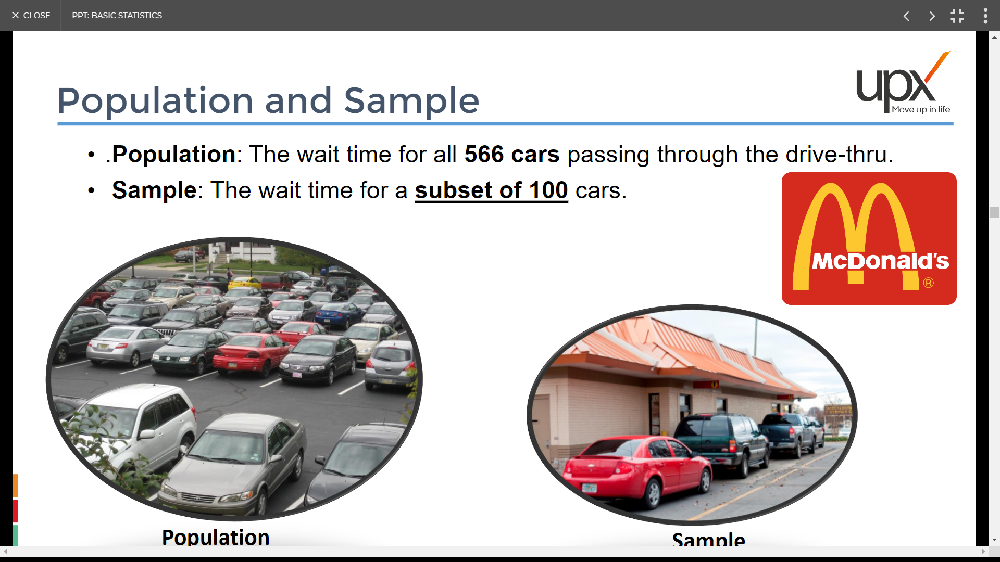 CLOSE
PPT: BASIC STATISTICS
upx
Move up in life
Population and Sample
• .Population: The wait time for all 566 cars passing through the drive-thru.
• Sample: The wait time for a subset of 100 cars.
McDonald's
®
Population
Sample